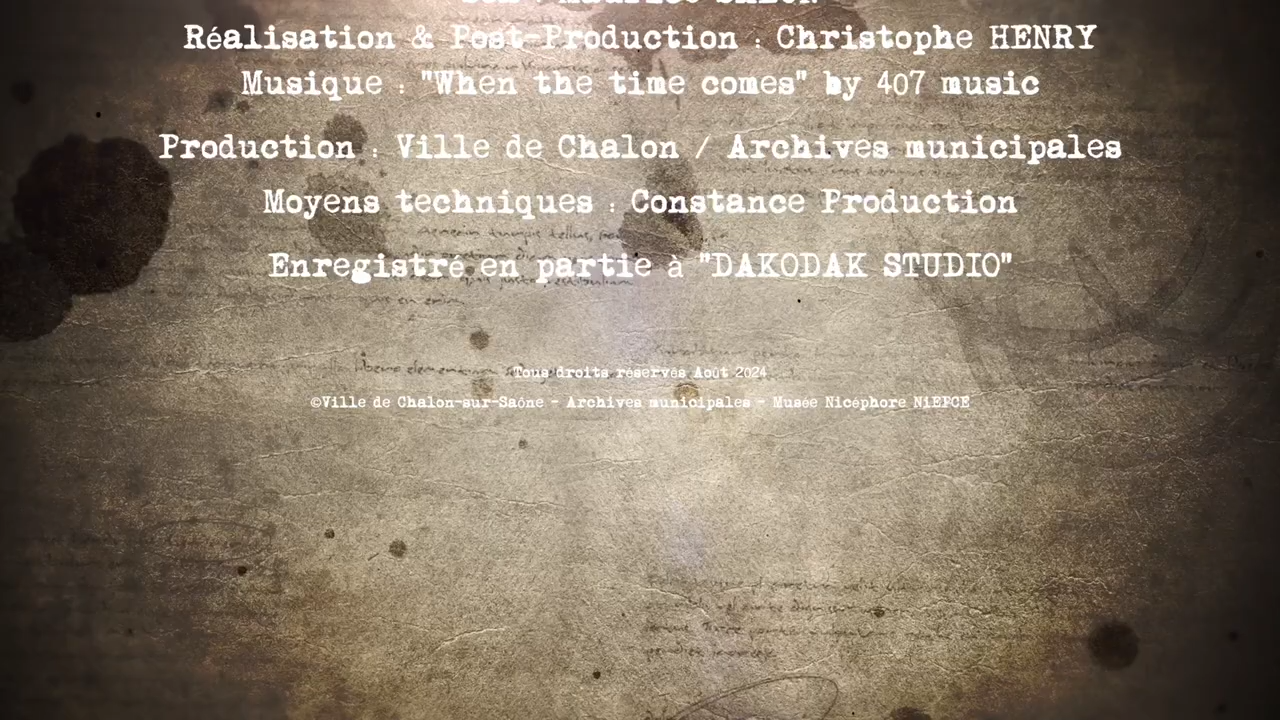 Réalisation & Post-Production : Christophe HENRY
Musique : "When the time comes" by 407 music
Production : Ville de Chalon / Archives municipales
Moyens techniques : Constance Production
Enregistré en partie à "DAKODAK STUDIO"
Tous droits réservés Août 2024
©Ville de Chalon-sur-Saône - Archives municipales - Musée Nicéphore NiEPCE